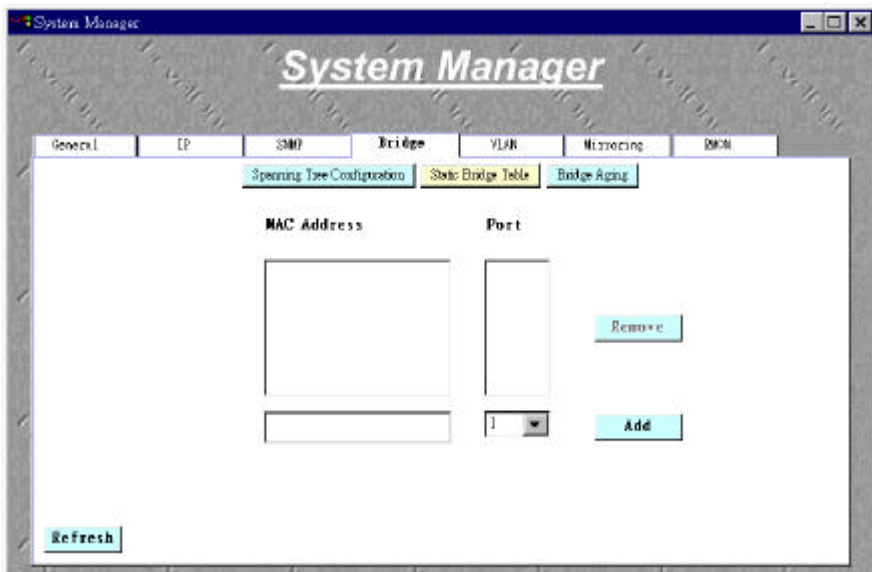 System Manager
System Manager
General IP SNMP Bridge VLAN Mirroring RMON
Spanning Tree Configuration Static Bridge Table Bridge Aging
MAC Address Port
Remove
1 Add
Refresh